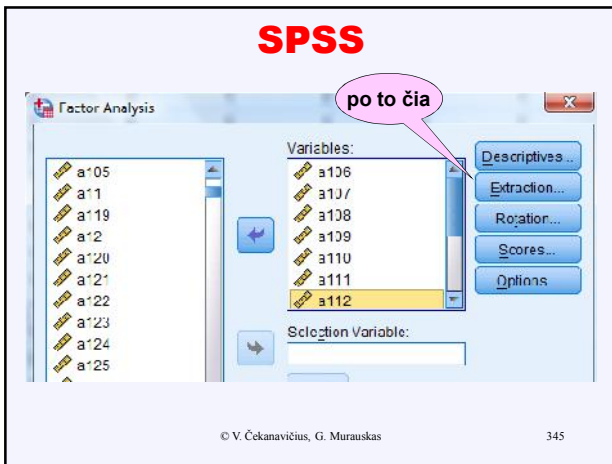 SPSS
po to čia
Factor Analysis
Variables:
a105
a11
a119
a12
a120
a121
a122
a123
a124
a125
a106
a107
a108
a109
a110
a111
a112
Selection Variable:
Descriptives...
Extraction...
Rotation...
Scores...
Options
© V. Čekanavičius, G. Murauskas
345